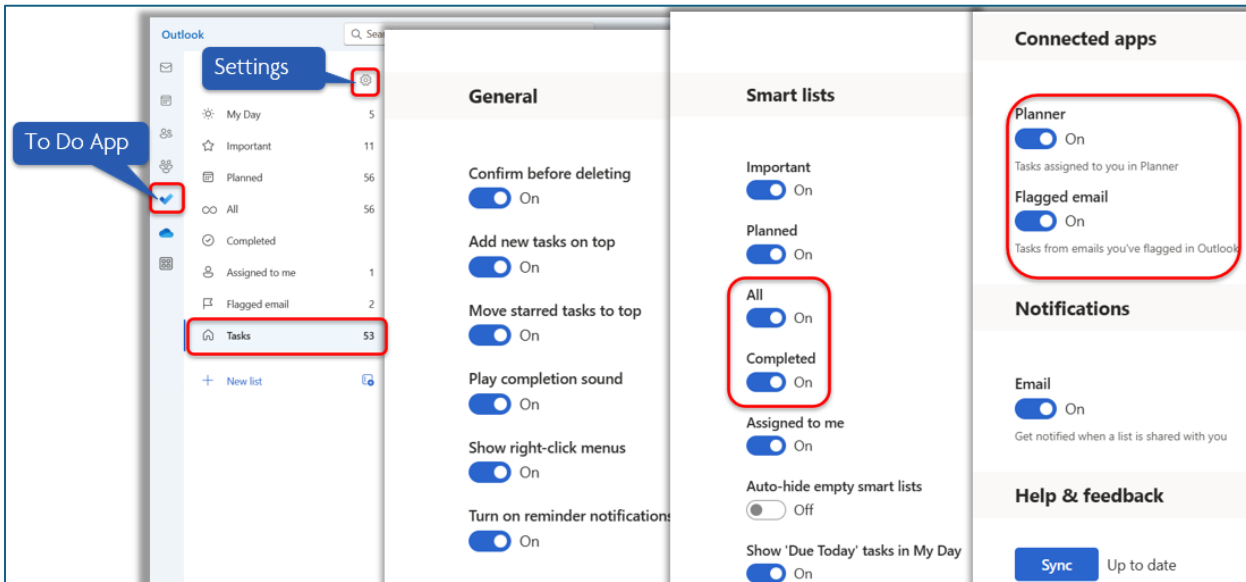 Outlook
Settings
To Do App
My Day 5
Important 11
Planned 56
All 56
Completed
Assigned to me 1
Flagged email 2
Tasks 53
New list
General
Confirm before deleting
On
Add new tasks on top
On
Move starred tasks to top
On
Play completion sound
On
Show right-click menus
On
Turn on reminder notifications
On
Smart lists
Important
On
Planned
On
All
On
Completed
On
Assigned to me
On
Auto-hide empty smart lists
Off
Show 'Due Today' tasks in My Day
On
Connected apps
Planner
On
Tasks assigned to you in Planner
Flagged email
On
Tasks from emails you've flagged in Outlook
Notifications
Email
On
Get notified when a list is shared with you
Help & feedback
Sync Up to date